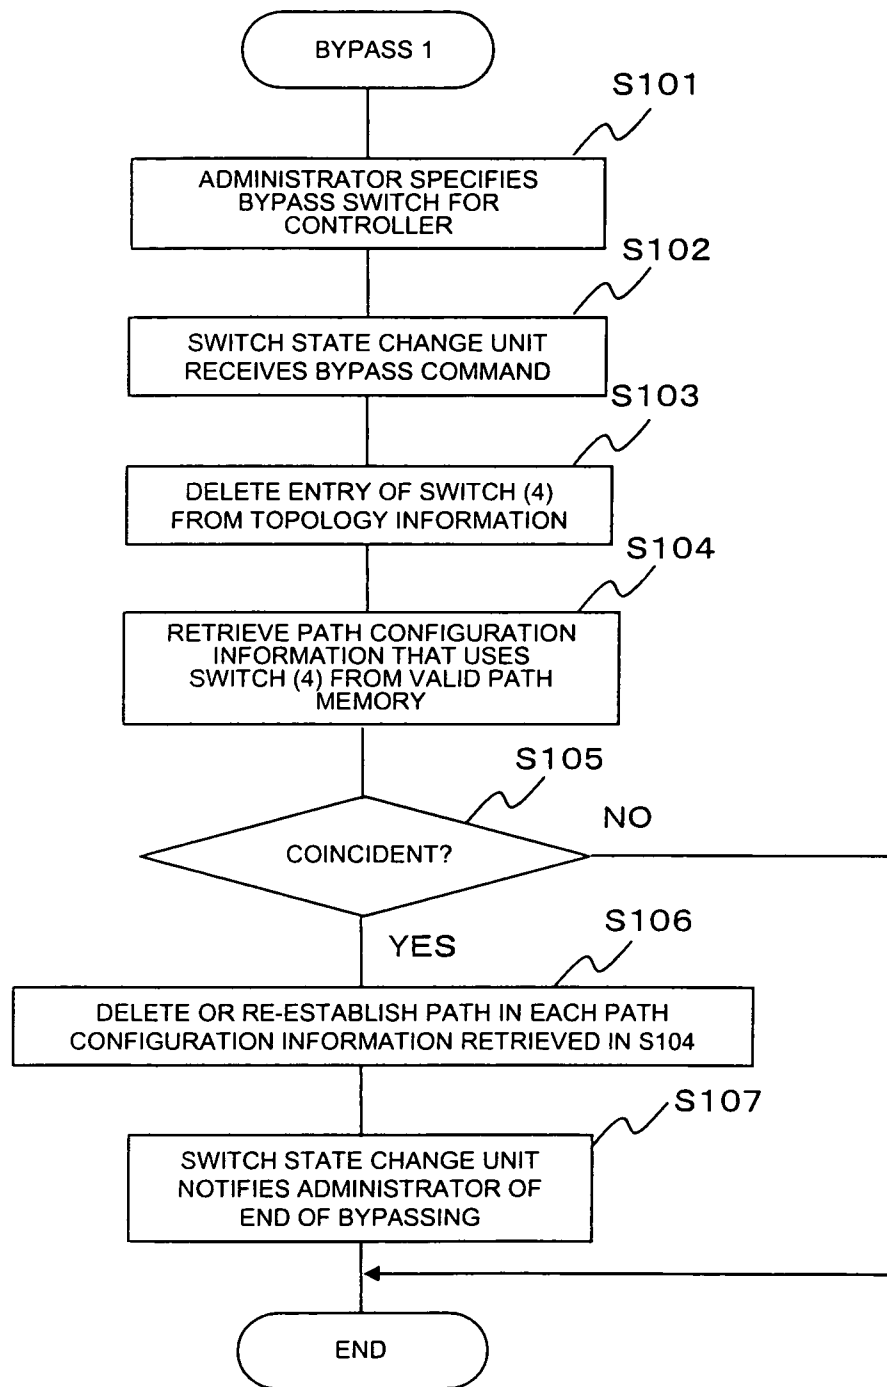 BYPASS 1
S101
ADMINISTRATOR SPECIFIES
BYPASS SWITCH FOR
CONTROLLER
S102
SWITCH STATE CHANGE UNIT
RECEIVES BYPASS COMMAND
S103
DELETE ENTRY OF SWITCH (4)
FROM TOPOLOGY INFORMATION
S104
RETRIEVE PATH CONFIGURATION
INFORMATION THAT USES
SWITCH (4) FROM VALID PATH
MEMORY
S105
COINCIDENT?
NO
YES
S106
DELETE OR RE-ESTABLISH PATH IN EACH PATH
CONFIGURATION INFORMATION RETRIEVED IN S104
S107
SWITCH STATE CHANGE UNIT
NOTIFIES ADMINISTRATOR OF
END OF BYPASSING
END